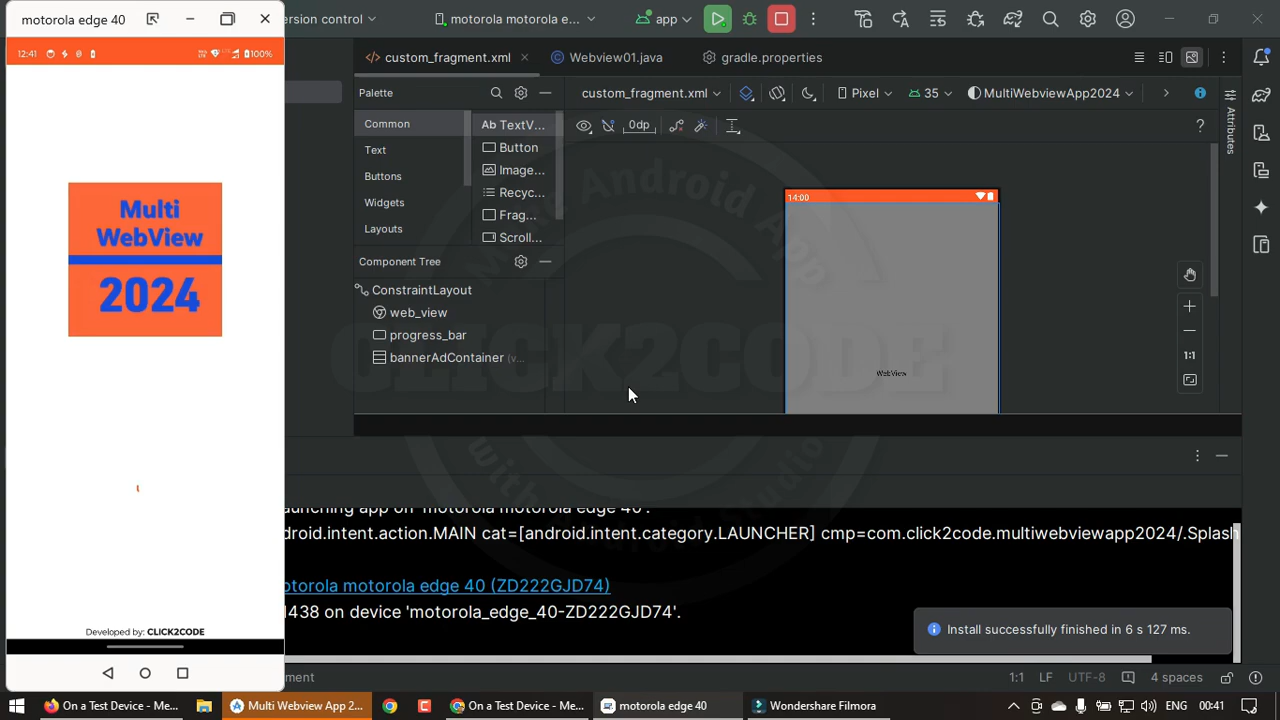 motorola edge 40
12:41
100%
Multi
WebView
2024
Developed by: CLICK2CODE
ersion control
motorola motorola e...
app
custom_fragment.xml
Webview01.java
gradle.properties
Palette
custom_fragment.xml
Pixel
35
MultiWebviewApp2024
Common
Text
Buttons
Widgets
Layouts
Ab TextV...
Button
Image...
Recyc...
Frag...
Scroll...
0dp
?
Attributes
Component Tree
ConstraintLayout
web_view
progress_bar
bannerAdContainer (v...
14:00
WebView
1:1
CLICK2CODE
aunching app on 'motorola motorola edge 40'.
droid.intent.action.MAIN cat=[android.intent.category.LAUNCHER] cmp=com.click2code.multiwebviewapp2024/.Splash
otorola motorola edge 40 (ZD222GJD74)
1438 on device 'motorola_edge_40-ZD222GJD74'.
Install successfully finished in 6 s 127 ms.
ment
1:1 LF UTF-8 4 spaces
On a Test Device - Me...
Multi Web View App 2...
On a Test Device - Me...
motorola edge 40
Wondershare Filmora
ENG
00:41